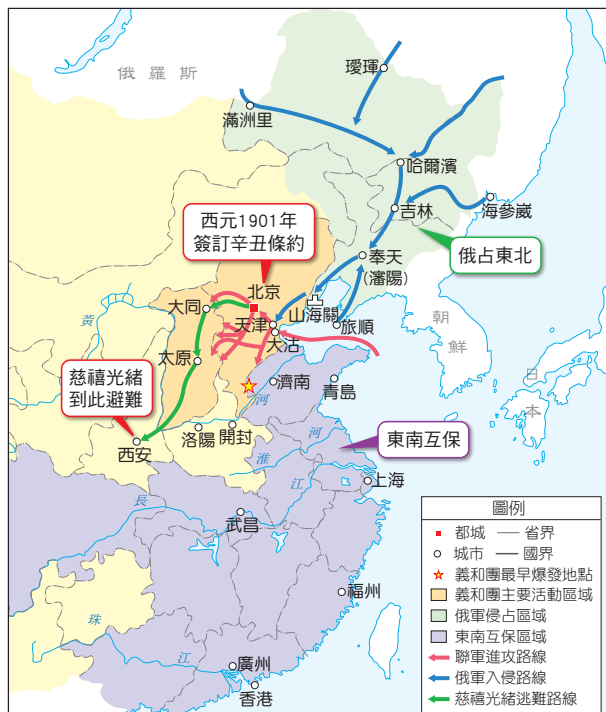 俄羅斯
璦琿
滿洲里
哈爾濱
吉林
海參崴
西元1901年
簽訂辛丑條約
俄占東北
奉天
(瀋陽)
北京
大同
山海關
天津
旅順
大沽
朝鮮
黃
太原
日本
慈禧光緒
到此避難
濟南
青島
河
洛陽
開封
河
東南互保
西安
淮
江
上海
長
武昌
圖例
都城
省界
城市
國界
義和團最早爆發地點
義和團主要活動區域
俄軍侵占區域
東南互保區域
聯軍進攻路線
俄軍入侵路線
慈禧光緒逃難路線
福州
珠
江
廣州
香港